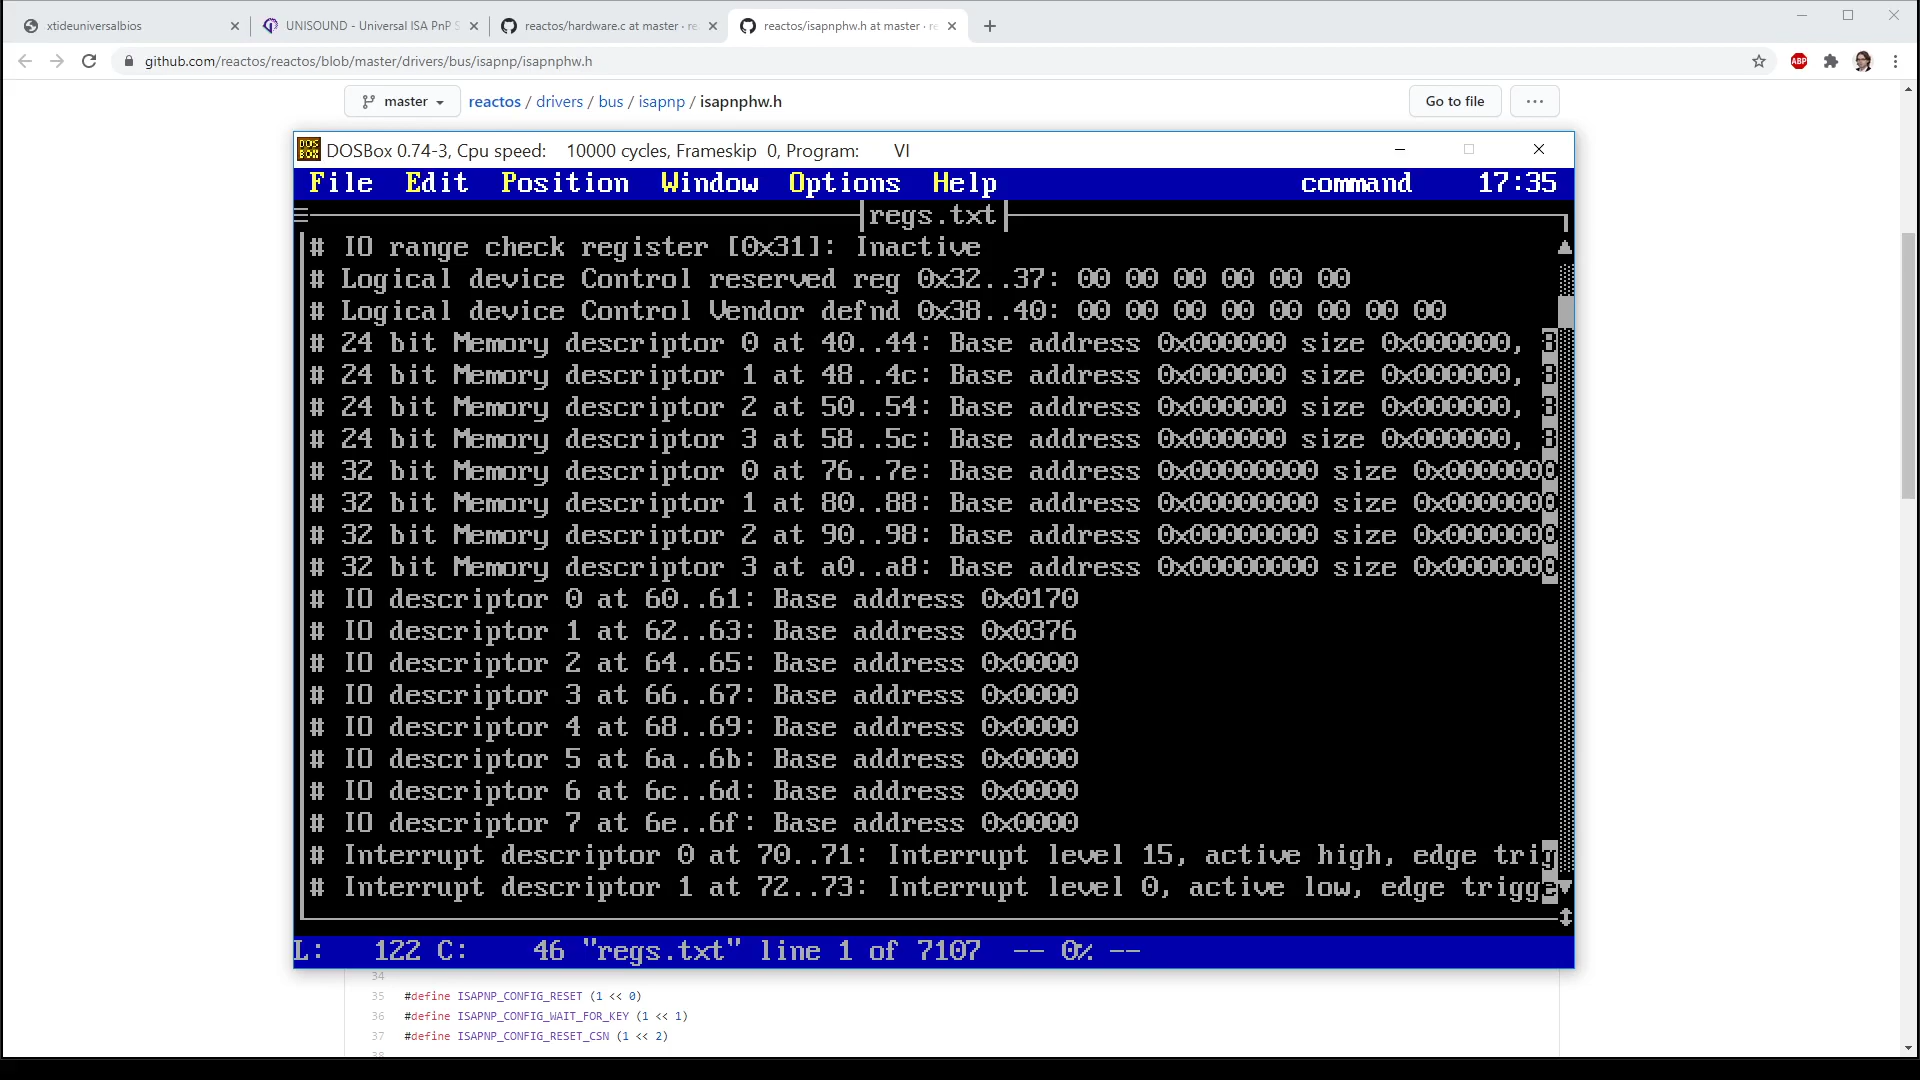 xtideuniversalbios
UNISOUND - Universal ISA PnP S
reactos/hardware.c at master · re
reactos/isapnphw.h at master · re
github.com/reactos/reactos/blob/master/drivers/bus/isapnp/isapnphw.h
ABP
master
reactos / drivers / bus / isapnp / isapnphw.h
Go to file
...
DOS BOX
DOSBox 0.74-3, Cpu speed: 10000 cycles, Frameskip 0, Program: VI
File Edit Position Window Options Help command 17:35
regs.txt
# IO range check register [0x31]: Inactive
# Logical device Control reserved reg 0x32..37: 00 00 00 00 00 00
# Logical device Control Vendor defnd 0x38..40: 00 00 00 00 00 00 00 00
# 24 bit Memory descriptor 0 at 40..44: Base address 0x000000 size 0x000000, 8
# 24 bit Memory descriptor 1 at 48..4c: Base address 0x000000 size 0x000000, 8
# 24 bit Memory descriptor 2 at 50..54: Base address 0x000000 size 0x000000, 8
# 24 bit Memory descriptor 3 at 58..5c: Base address 0x000000 size 0x000000, 8
# 32 bit Memory descriptor 0 at 76..7e: Base address 0x00000000 size 0x0000000
# 32 bit Memory descriptor 1 at 80..88: Base address 0x00000000 size 0x0000000
# 32 bit Memory descriptor 2 at 90..98: Base address 0x00000000 size 0x0000000
# 32 bit Memory descriptor 3 at a0..a8: Base address 0x00000000 size 0x0000000
# IO descriptor 0 at 60..61: Base address 0x0170
# IO descriptor 1 at 62..63: Base address 0x0376
# IO descriptor 2 at 64..65: Base address 0x0000
# IO descriptor 3 at 66..67: Base address 0x0000
# IO descriptor 4 at 68..69: Base address 0x0000
# IO descriptor 5 at 6a..6b: Base address 0x0000
# IO descriptor 6 at 6c..6d: Base address 0x0000
# IO descriptor 7 at 6e..6f: Base address 0x0000
# Interrupt descriptor 0 at 70..71: Interrupt level 15, active high, edge trig
# Interrupt descriptor 1 at 72..73: Interrupt level 0, active low, edge trigge
L: 122 C: 46 "regs.txt" line 1 of 7107 -- 0% --
34
35 #define ISAPNP_CONFIG_RESET (1 << 0)
36 #define ISAPNP_CONFIG_WAIT_FOR_KEY (1 << 1)
37 #define ISAPNP_CONFIG_RESET_CSN (1 << 2)
38